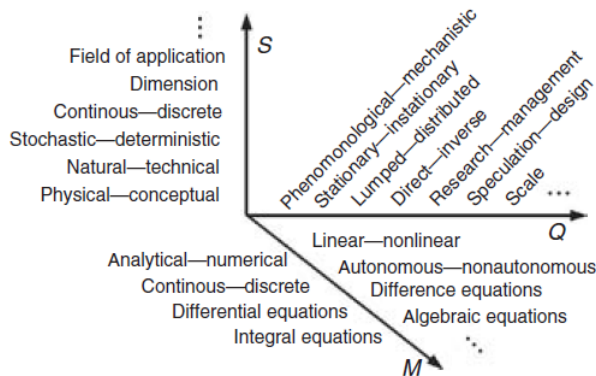 S
Field of application
Dimension
Continous—discrete
Stochastic—deterministic
Natural—technical
Physical—conceptual
Phenomonological—mechanistic
Stationary—instationary
Lumped—distributed
Direct—inverse
Research—management
Speculation—design
Scale
Q
Linear—nonlinear
Analytical—numerical
Autonomous—nonautonomous
Continous—discrete
Difference equations
Differential equations
Algebraic equations
Integral equations
M